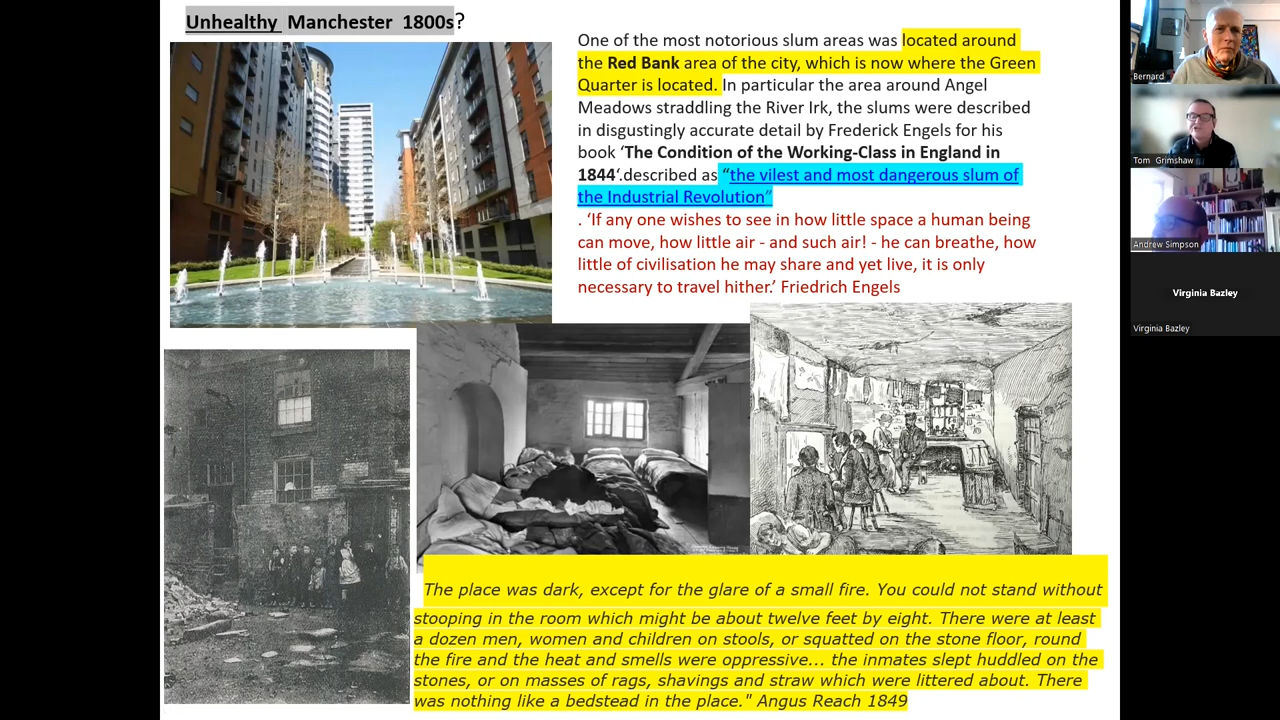 Unhealthy Manchester 1800s?
One of the most notorious slum areas was located around
the Red Bank area of the city, which is now where the Green
Quarter is located. In particular the area around Angel
Meadows straddling the River Irk, the slums were described
in disgustingly accurate detail by Frederick Engels for his
book ‘The Condition of the Working-Class in England in
1844‘.described as “the vilest and most dangerous slum of
the Industrial Revolution”
. ‘If any one wishes to see in how little space a human being
can move, how little air - and such air! - he can breathe, how
little of civilisation he may share and yet live, it is only
necessary to travel hither.’ Friedrich Engels
The place was dark, except for the glare of a small fire. You could not stand without
stooping in the room which might be about twelve feet by eight. There were at least
a dozen men, women and children on stools, or squatted on the stone floor, round
the fire and the heat and smells were oppressive... the inmates slept huddled on the
stones, or on masses of rags, shavings and straw which were littered about. There
was nothing like a bedstead in the place." Angus Reach 1849
Bernard
Tom Grimshaw
Andrew Simpson
Virginia Bazley
Virginia Bazley